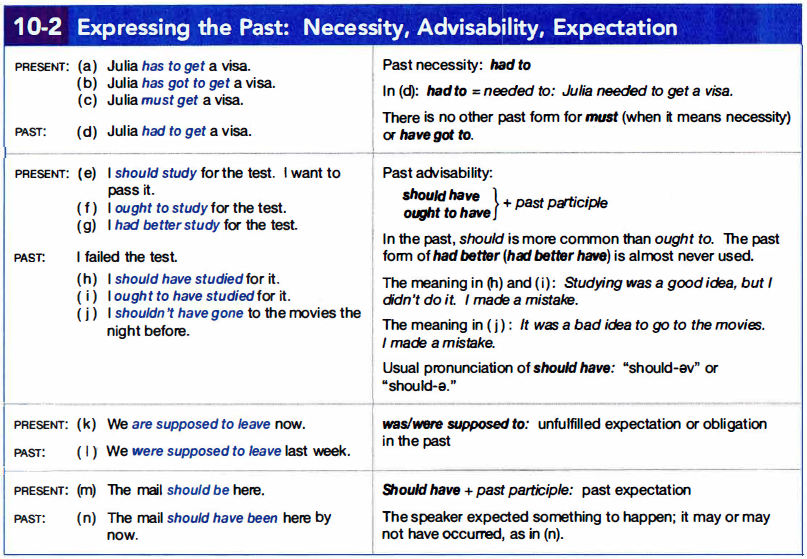 10-2 Expressing the Past: Necessity, Advisability, Expectation
PRESENT: (a) Julia has to get a visa.
(b) Julia has got to get a visa.
(c) Julia must get a visa.
PAST: (d) Julia had to get a visa.
Past necessity: had to
In (d): had to = needed to: Julia needed to get a visa.
There is no other past form for must (when it means necessity)
or have got to.
PRESENT: (e) I should study for the test. I want to
pass it.
(f) I ought to study for the test.
(g) I had better study for the test.
PAST: I failed the test.
(h) I should have studied for it.
(i) I ought to have studied for it.
(j) I shouldn't have gone to the movies the
night before.
Past advisability:
should have
ought to have } + past participle
In the past, should is more common than ought to. The past
form of had better (had better have) is almost never used.
The meaning in (h) and (i): Studying was a good idea, but I
didn't do it. I made a mistake.
The meaning in (j): It was a bad idea to go to the movies.
I made a mistake.
Usual pronunciation of should have: "should-əv" or
"should-ə."
PRESENT: (k) We are supposed to leave now.
PAST: (l) We were supposed to leave last week.
was/were supposed to: unfulfilled expectation or obligation
in the past
PRESENT: (m) The mail should be here.
PAST: (n) The mail should have been here by
now.
Should have + past participle: past expectation
The speaker expected something to happen; it may or may
not have occurred, as in (n).